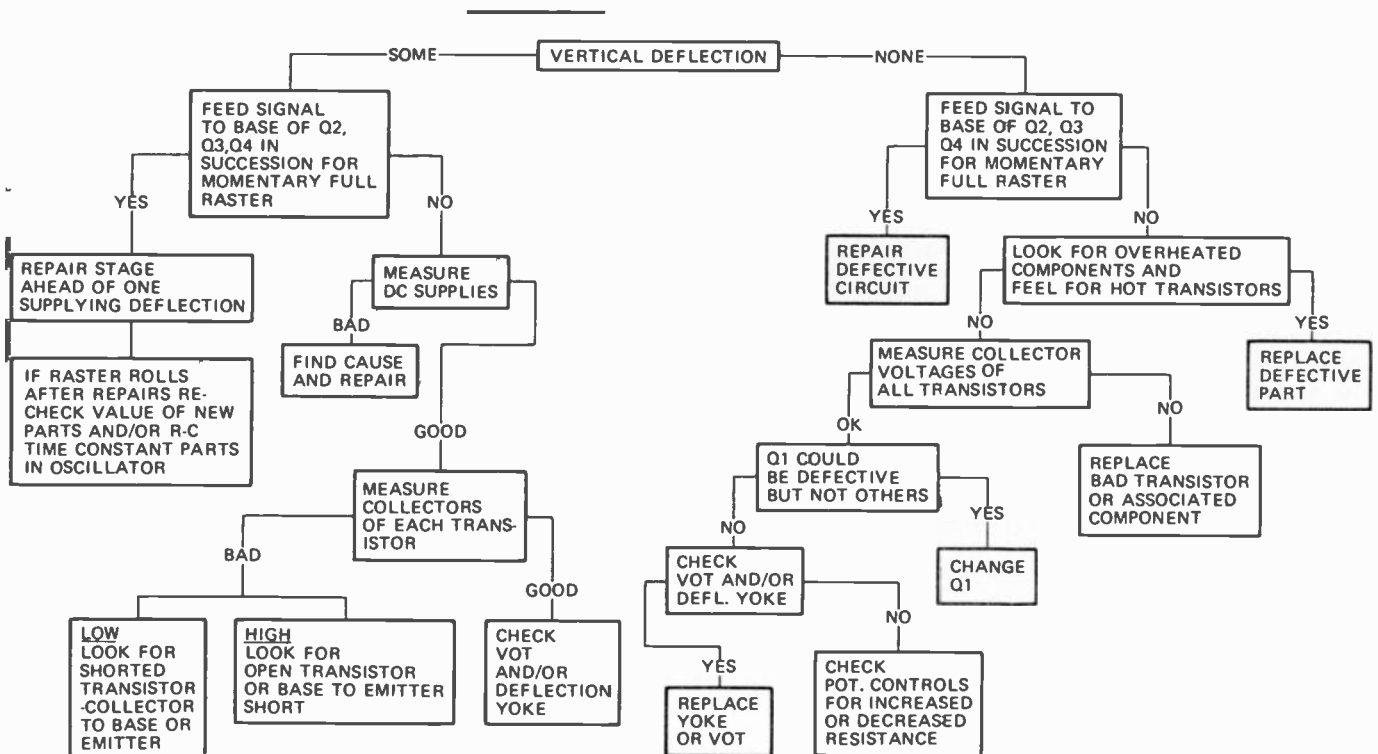 SOME
VERTICAL DEFLECTION
NONE
FEED SIGNAL
TO BASE OF Q2,
Q3,Q4 IN
SUCCESSION FOR
MOMENTARY FULL
RASTER
YES
NO
REPAIR STAGE
AHEAD OF ONE
SUPPLYING DEFLECTION
IF RASTER ROLLS
AFTER REPAIRS RE-
CHECK VALUE OF NEW
PARTS AND/OR R-C
TIME CONSTANT PARTS
IN OSCILLATOR
MEASURE
DC SUPPLIES
BAD
FIND CAUSE
AND REPAIR
GOOD
MEASURE
COLLECTORS
OF EACH TRANS-
ISTOR
BAD
GOOD
LOW
LOOK FOR
SHORTED
TRANSISTOR
-COLLECTOR
TO BASE OR
EMITTER
HIGH
LOOK FOR
OPEN TRANSISTOR
OR BASE TO EMITTER
SHORT
CHECK
VOT
AND/OR
DEFLECTION
YOKE
FEED SIGNAL TO
BASE OF Q2, Q3
Q4 IN SUCCESSION
FOR MOMENTARY
FULL RASTER
YES
NO
REPAIR
DEFECTIVE
CIRCUIT
LOOK FOR OVERHEATED
COMPONENTS AND
FEEL FOR HOT TRANSISTORS
NO
YES
MEASURE COLLECTOR
VOLTAGES OF
ALL TRANSISTORS
REPLACE
DEFECTIVE
PART
OK
NO
Q1 COULD
BE DEFECTIVE
BUT NOT OTHERS
REPLACE
BAD TRANSISTOR
OR ASSOCIATED
COMPONENT
NO
YES
CHECK
VOT AND/OR
DEFL. YOKE
CHANGE
Q1
YES
NO
REPLACE
YOKE
OR VOT
CHECK
POT. CONTROLS
FOR INCREASED
OR DECREASED
RESISTANCE